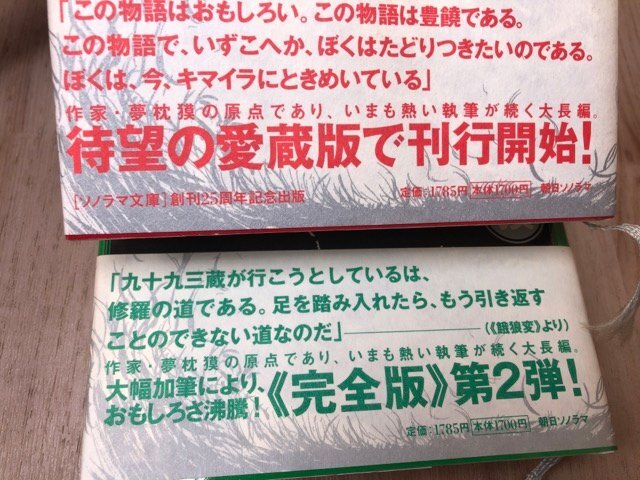 「この物語はおもしろい。この物語は豊饒である。
この物語で、いずこへか、ぼくはたどりつきたいのである。
ぼくは、今、キマイラにときめいている」
作家・夢枕獏の原点であり、いまも熱い執筆が続く大長編。
待望の愛蔵版で刊行開始!
[ソノラマ文庫]創刊25周年記念出版
定価:1785円 本体1700円 朝日ソノラマ
「九十九三蔵が行こうとしているは、
修羅の道である。足を踏み入れたら、もう引き返す
ことのできない道なのだ」――(《餓狼変》より)
作家・夢枕獏の原点であり、いまも熱い執筆が続く大長編。
大幅加筆により、
おもしろさ沸騰!
《完全版》第2弾!
定価:1785円 本体1700円 朝日ソノラマ